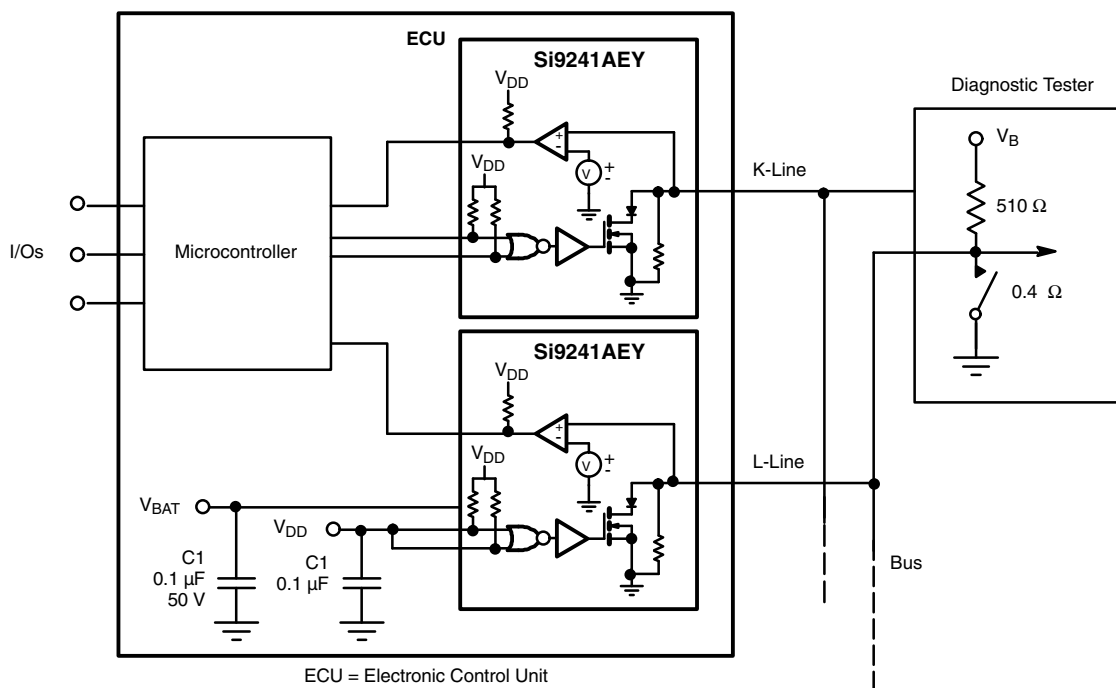 ECU
Si9241AEY
VDD
VDD
V
+
-
+
-
Diagnostic Tester
VB
510 Ω
0.4 Ω
K-Line
I/Os
Microcontroller
Si9241AEY
VDD
VDD
V
+
-
+
-
L-Line
VBAT
VDD
C1
0.1 µF
50 V
C1
0.1 µF
Bus
ECU = Electronic Control Unit